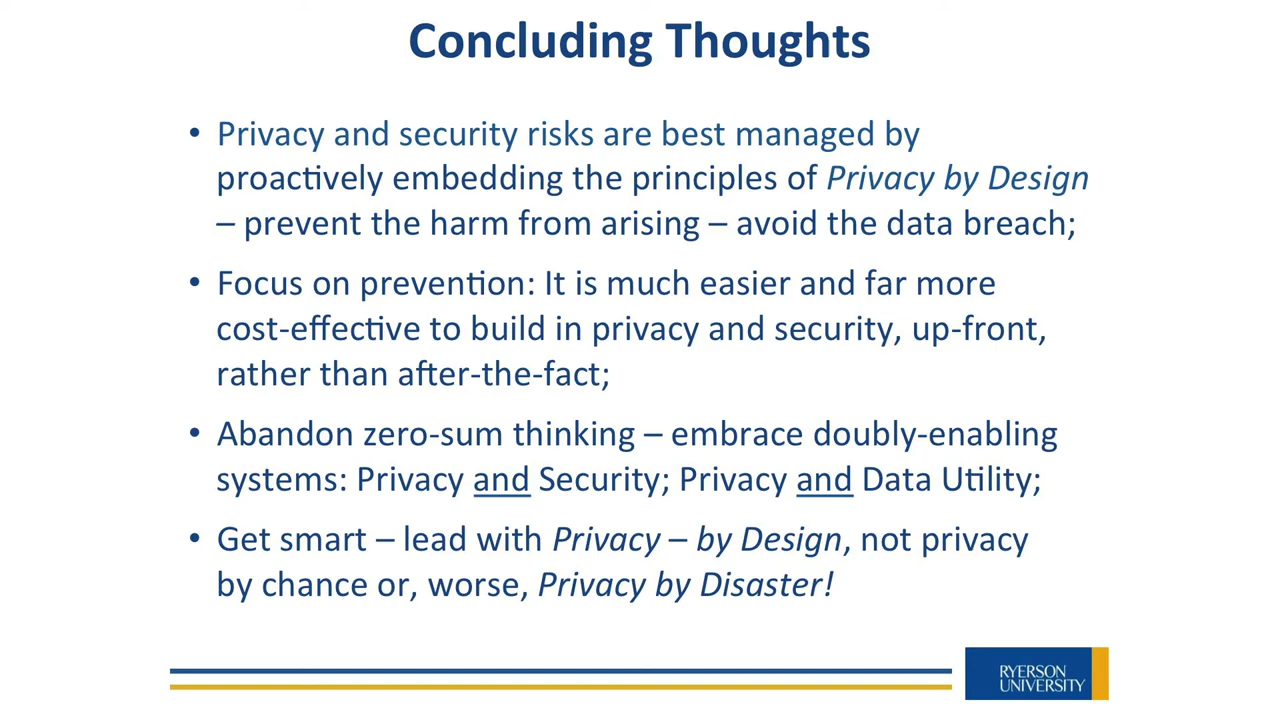 Concluding Thoughts
• Privacy and security risks are best managed by
proactively embedding the principles of Privacy by Design
– prevent the harm from arising – avoid the data breach;
• Focus on prevention: It is much easier and far more
cost-effective to build in privacy and security, up-front,
rather than after-the-fact;
• Abandon zero-sum thinking – embrace doubly-enabling
systems: Privacy and Security; Privacy and Data Utility;
• Get smart – lead with Privacy – by Design, not privacy
by chance or, worse, Privacy by Disaster!
RYERSON
UNIVERSITY